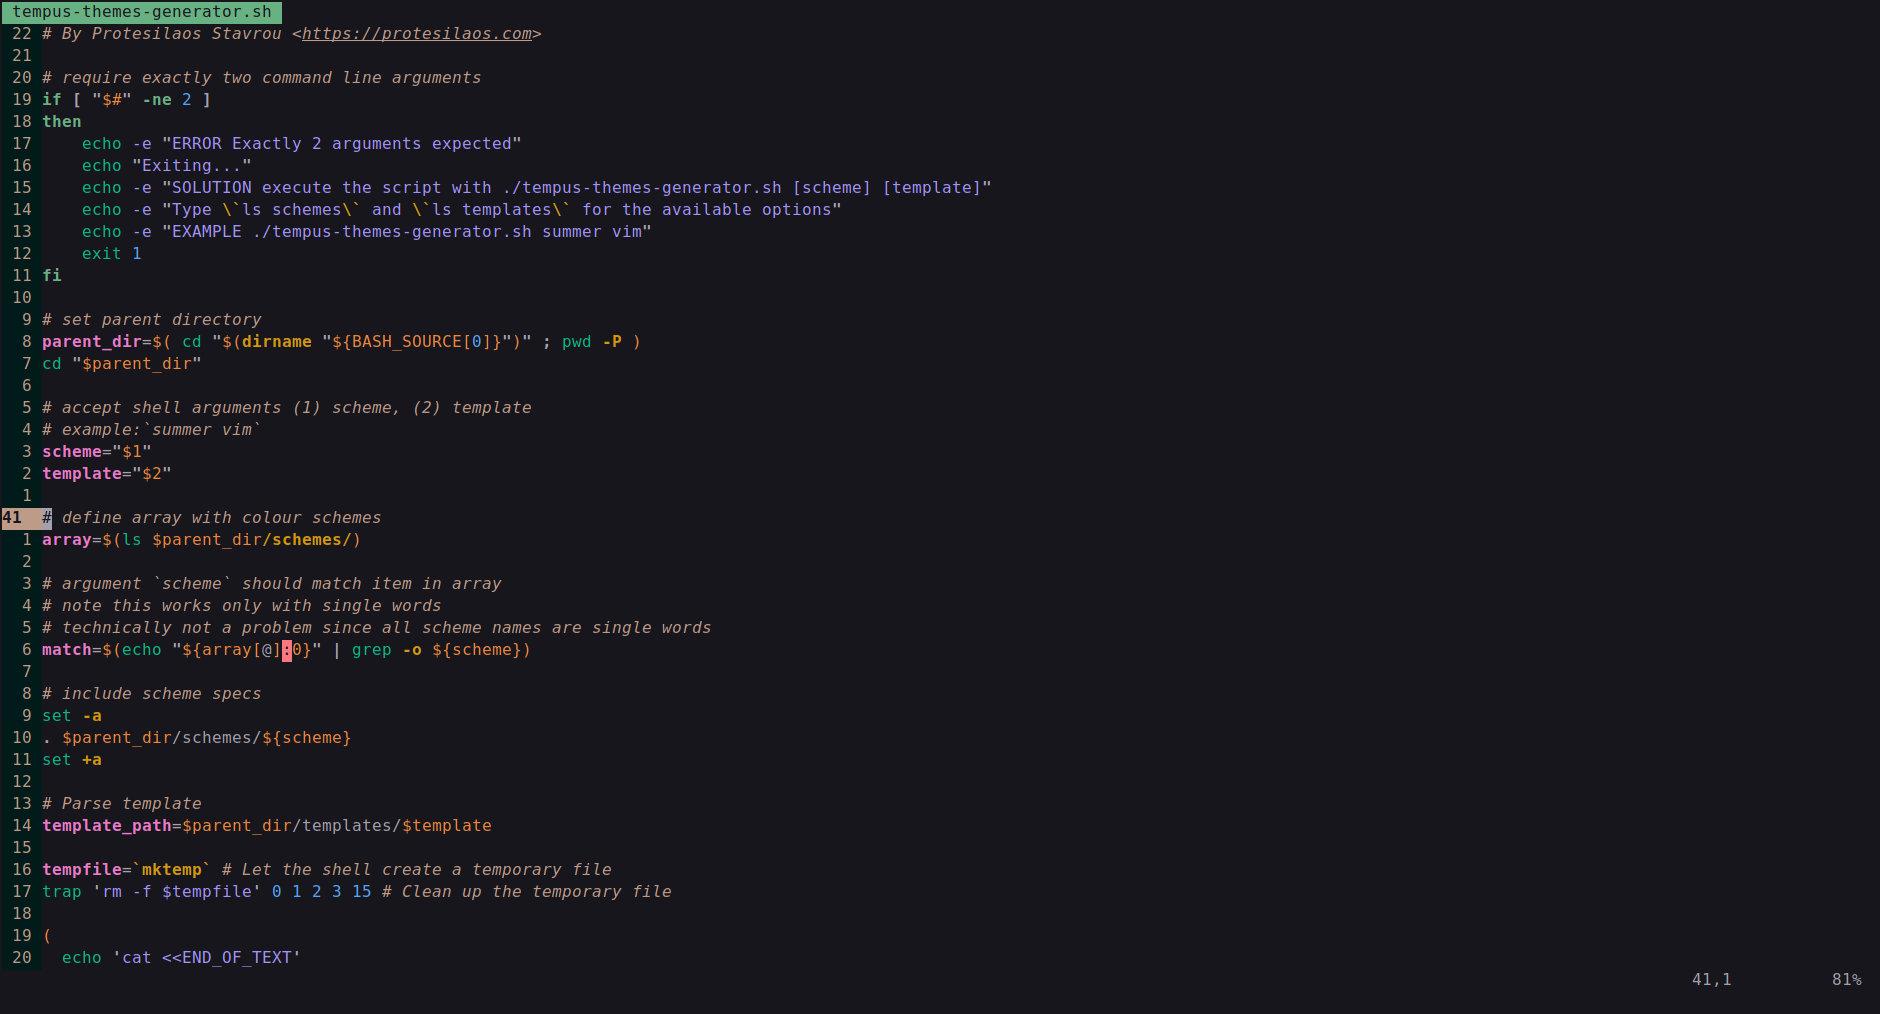 tempus-themes-generator.sh
22 # By Protesilaos Stavrou <https://protesilaos.com>
21
20 # require exactly two command line arguments
19 if [ "$#" -ne 2 ]
18 then
17     echo -e "ERROR Exactly 2 arguments expected"
16     echo "Exiting..."
15     echo -e "SOLUTION execute the script with ./tempus-themes-generator.sh [scheme] [template]"
14     echo -e "Type \`ls schemes\` and \`ls templates\` for the available options"
13     echo -e "EXAMPLE ./tempus-themes-generator.sh summer vim"
12     exit 1
11 fi
10
9 # set parent directory
8 parent_dir=$( cd "$(dirname "${BASH_SOURCE[0]}")" ; pwd -P )
7 cd "$parent_dir"
6
5 # accept shell arguments (1) scheme, (2) template
4 # example:`summer vim`
3 scheme="$1"
2 template="$2"
1
41 # define array with colour schemes
1 array=$(ls $parent_dir/schemes/)
2
3 # argument `scheme` should match item in array
4 # note this works only with single words
5 # technically not a problem since all scheme names are single words
6 match=$(echo "${array[@]:0}" | grep -o ${scheme})
7
8 # include scheme specs
9 set -a
10 . $parent_dir/schemes/${scheme}
11 set +a
12
13 # Parse template
14 template_path=$parent_dir/templates/$template
15
16 tempfile=`mktemp` # Let the shell create a temporary file
17 trap 'rm -f $tempfile' 0 1 2 3 15 # Clean up the temporary file
18
19 (
20   echo 'cat <<END_OF_TEXT'
41,1 81%